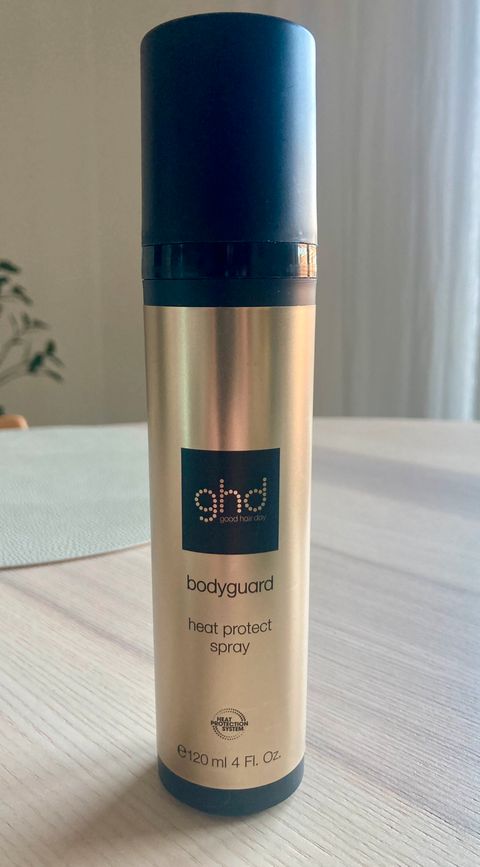 ghd
good hair day
bodyguard
heat protect
spray
HEAT
PROTECTION
SYSTEM
℮120 ml 4 Fl. Oz.